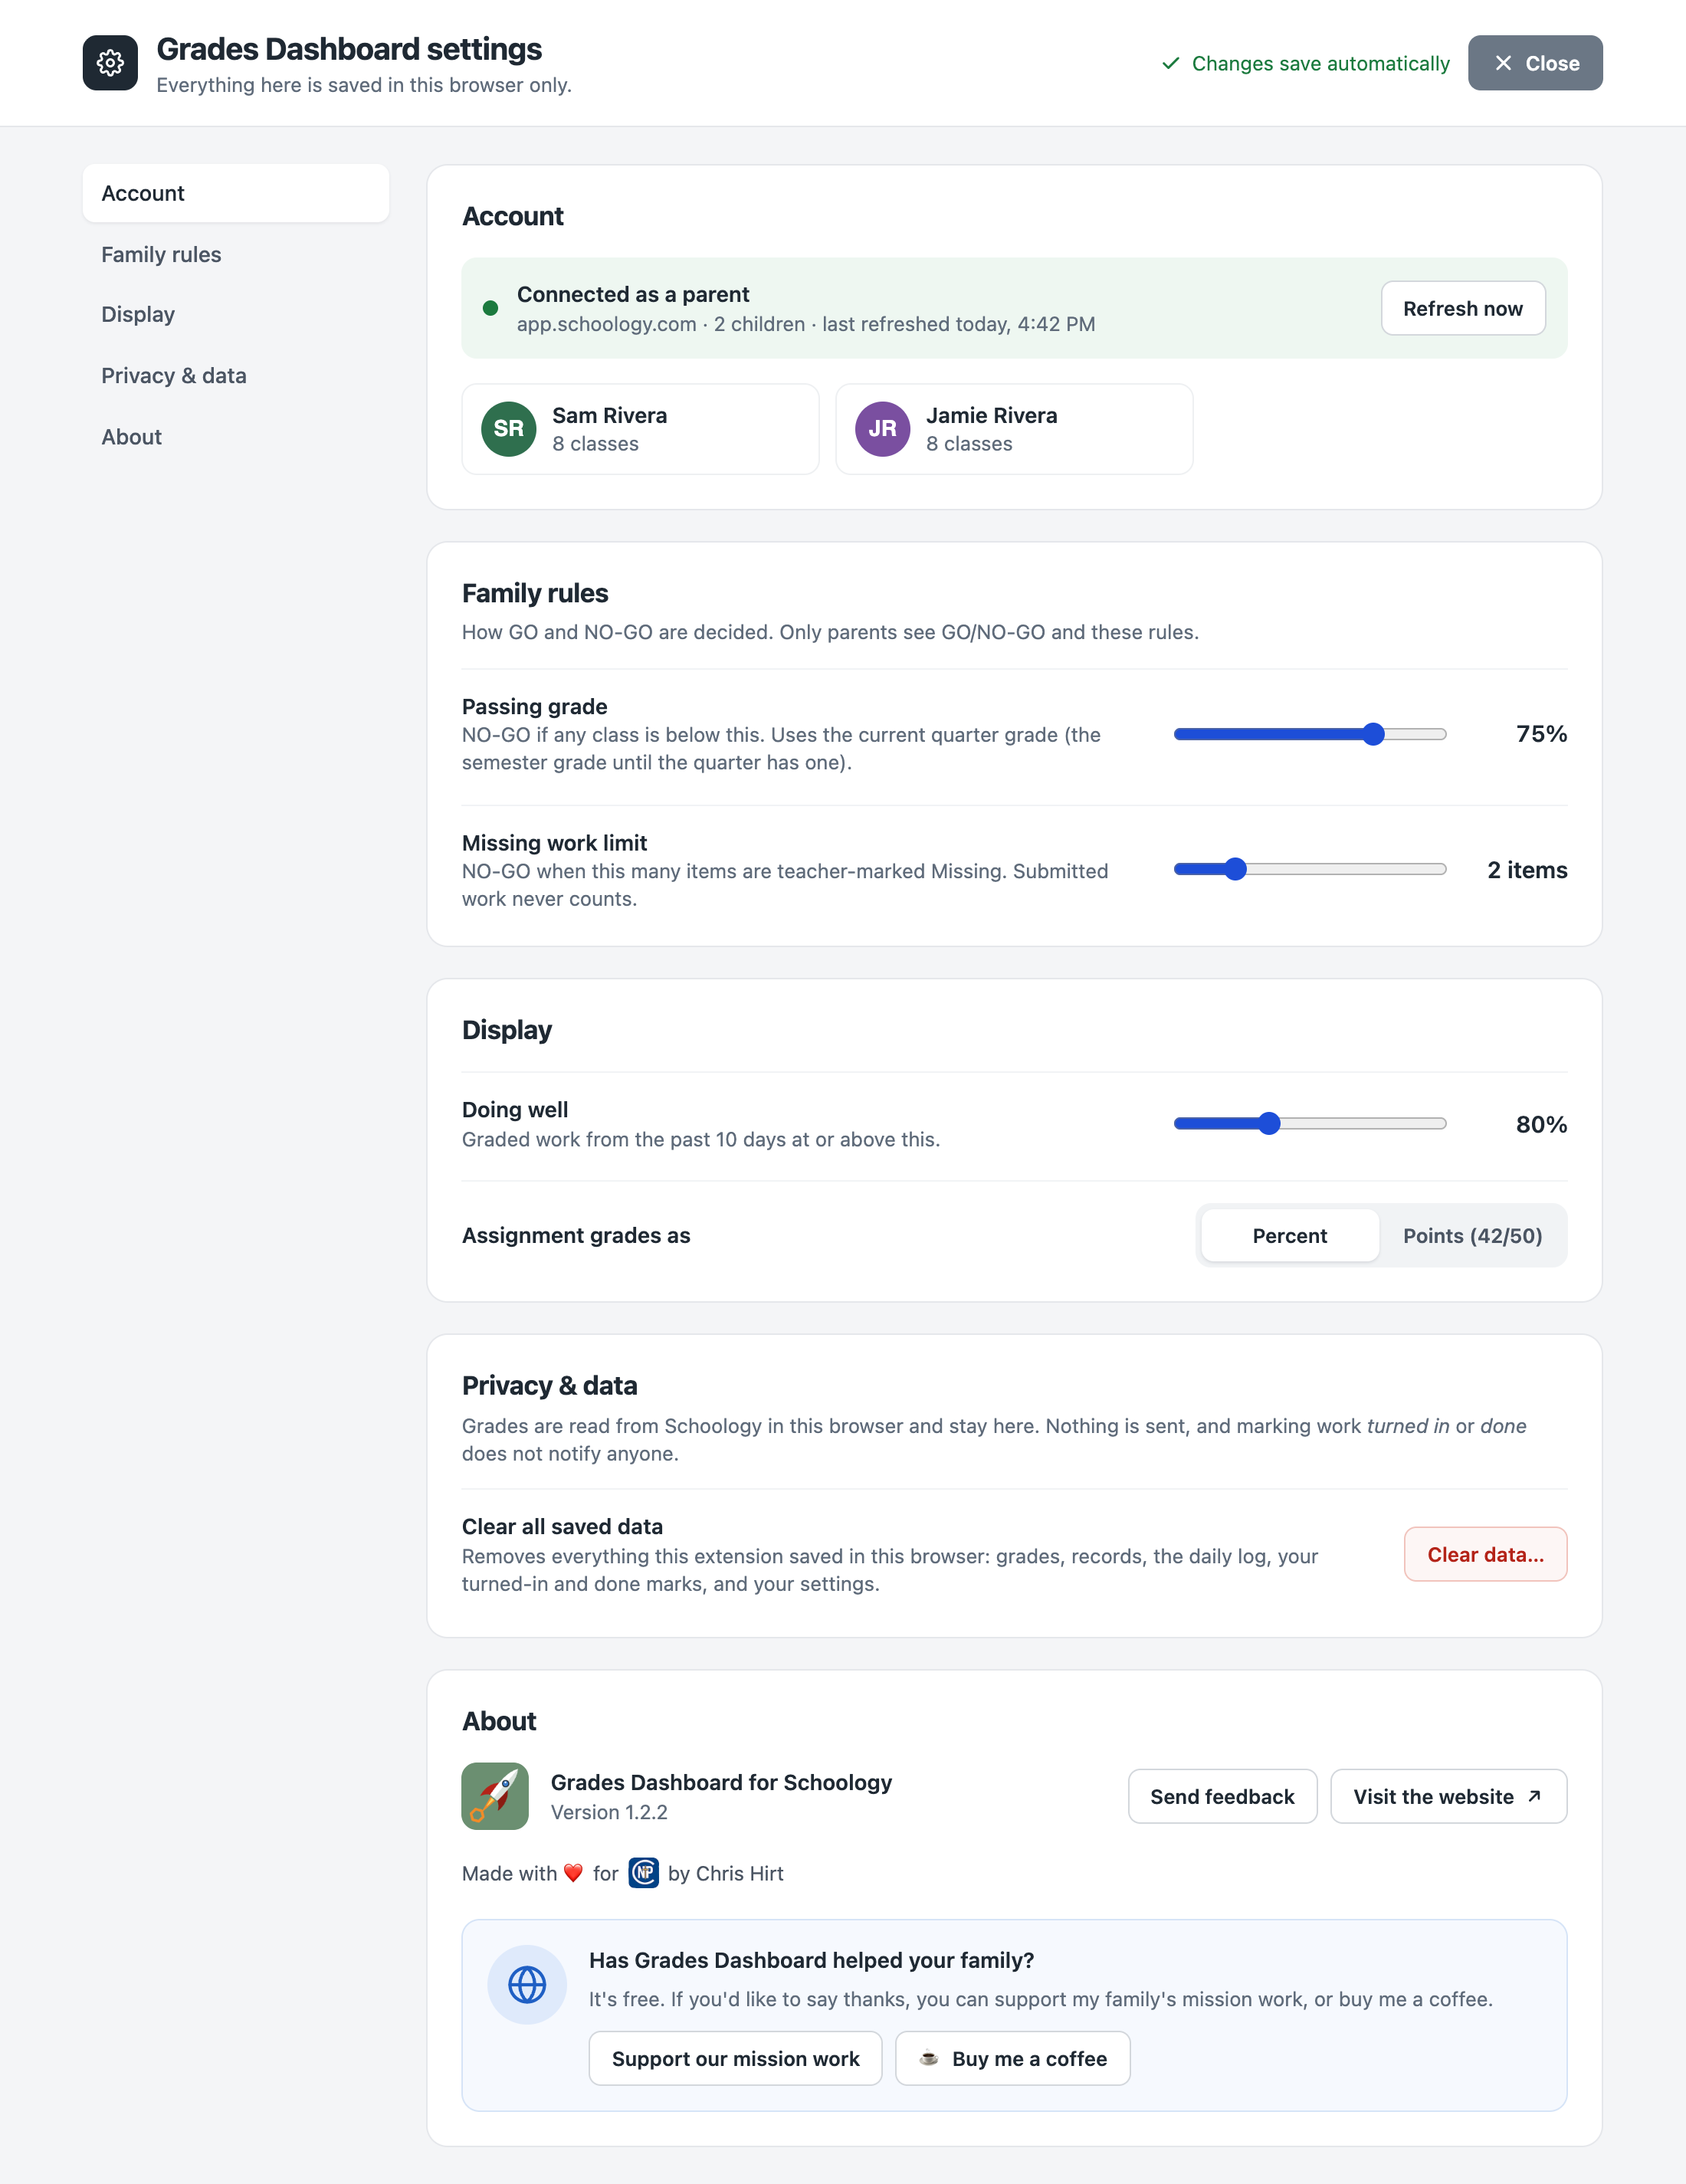 Grades Dashboard settings
Everything here is saved in this browser only.
Changes save automatically
Close
Account
Family rules
Display
Privacy & data
About
Account
Connected as a parent
app.schoology.com · 2 children · last refreshed today, 4:42 PM
Refresh now
SR
Sam Rivera
8 classes
JR
Jamie Rivera
8 classes
Family rules
How GO and NO-GO are decided. Only parents see GO/NO-GO and these rules.
Passing grade
NO-GO if any class is below this. Uses the current quarter grade (the
semester grade until the quarter has one).
75%
Missing work limit
NO-GO when this many items are teacher-marked Missing. Submitted
work never counts.
2 items
Display
Doing well
Graded work from the past 10 days at or above this.
80%
Assignment grades as
Percent
Points (42/50)
Privacy & data
Grades are read from Schoology in this browser and stay here. Nothing is sent, and marking work turned in or done
does not notify anyone.
Clear all saved data
Removes everything this extension saved in this browser: grades, records, the daily log, your
turned-in and done marks, and your settings.
Clear data...
About
Grades Dashboard for Schoology
Version 1.2.2
Send feedback
Visit the website ↗
Made with ❤️ for NP by Chris Hirt
Has Grades Dashboard helped your family?
It's free. If you'd like to say thanks, you can support my family's mission work, or buy me a coffee.
Support our mission work
☕ Buy me a coffee